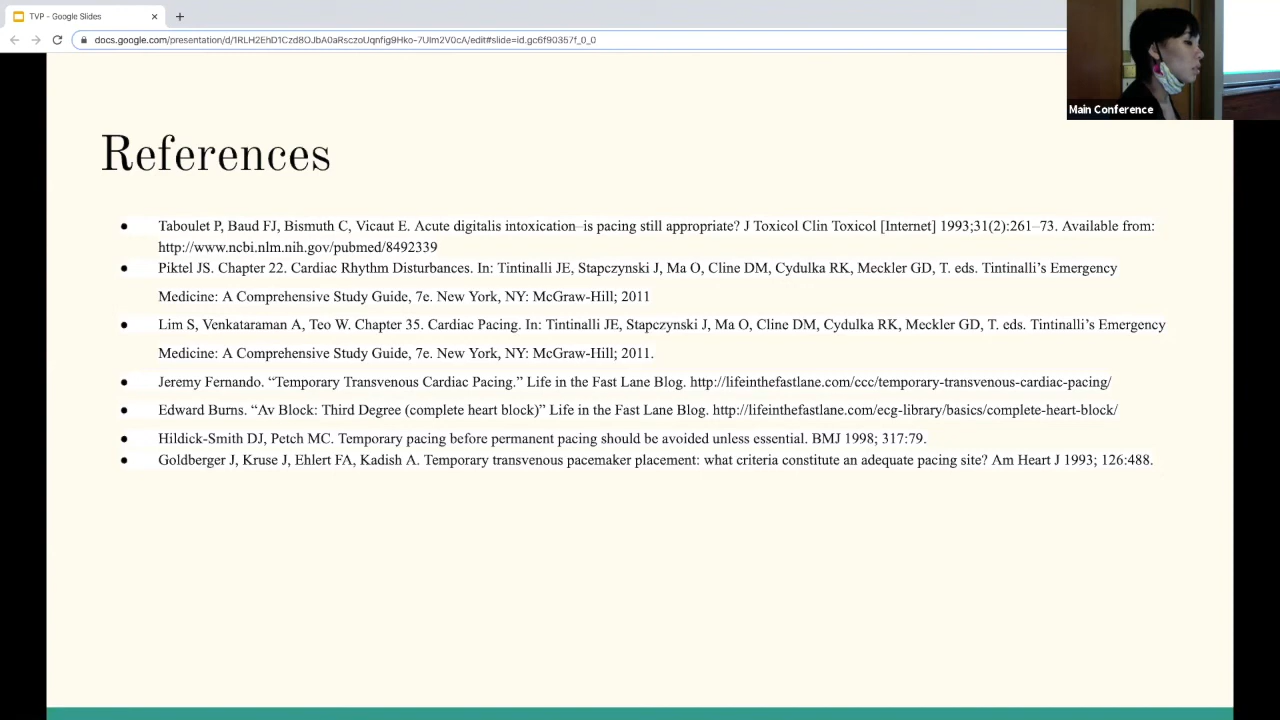 TVP - Google Slides
docs.google.com/presentation/d/1RLH2EhD1Czd8OJbA0aRsczoUqnfig9Hko-7UIm2V0cA/edit#slide=id.gc6f90357f_0_0
Main Conference
References
● Taboulet P, Baud FJ, Bismuth C, Vicaut E. Acute digitalis intoxication–is pacing still appropriate? J Toxicol Clin Toxicol [Internet] 1993;31(2):261–73. Available from:
http://www.ncbi.nlm.nih.gov/pubmed/8492339
● Piktel JS. Chapter 22. Cardiac Rhythm Disturbances. In: Tintinalli JE, Stapczynski J, Ma O, Cline DM, Cydulka RK, Meckler GD, T. eds. Tintinalli’s Emergency
Medicine: A Comprehensive Study Guide, 7e. New York, NY: McGraw-Hill; 2011
● Lim S, Venkataraman A, Teo W. Chapter 35. Cardiac Pacing. In: Tintinalli JE, Stapczynski J, Ma O, Cline DM, Cydulka RK, Meckler GD, T. eds. Tintinalli’s Emergency
Medicine: A Comprehensive Study Guide, 7e. New York, NY: McGraw-Hill; 2011.
● Jeremy Fernando. “Temporary Transvenous Cardiac Pacing.” Life in the Fast Lane Blog. http://lifeinthefastlane.com/ccc/temporary-transvenous-cardiac-pacing/
● Edward Burns. “Av Block: Third Degree (complete heart block)” Life in the Fast Lane Blog. http://lifeinthefastlane.com/ecg-library/basics/complete-heart-block/
● Hildick-Smith DJ, Petch MC. Temporary pacing before permanent pacing should be avoided unless essential. BMJ 1998; 317:79.
● Goldberger J, Kruse J, Ehlert FA, Kadish A. Temporary transvenous pacemaker placement: what criteria constitute an adequate pacing site? Am Heart J 1993; 126:488.